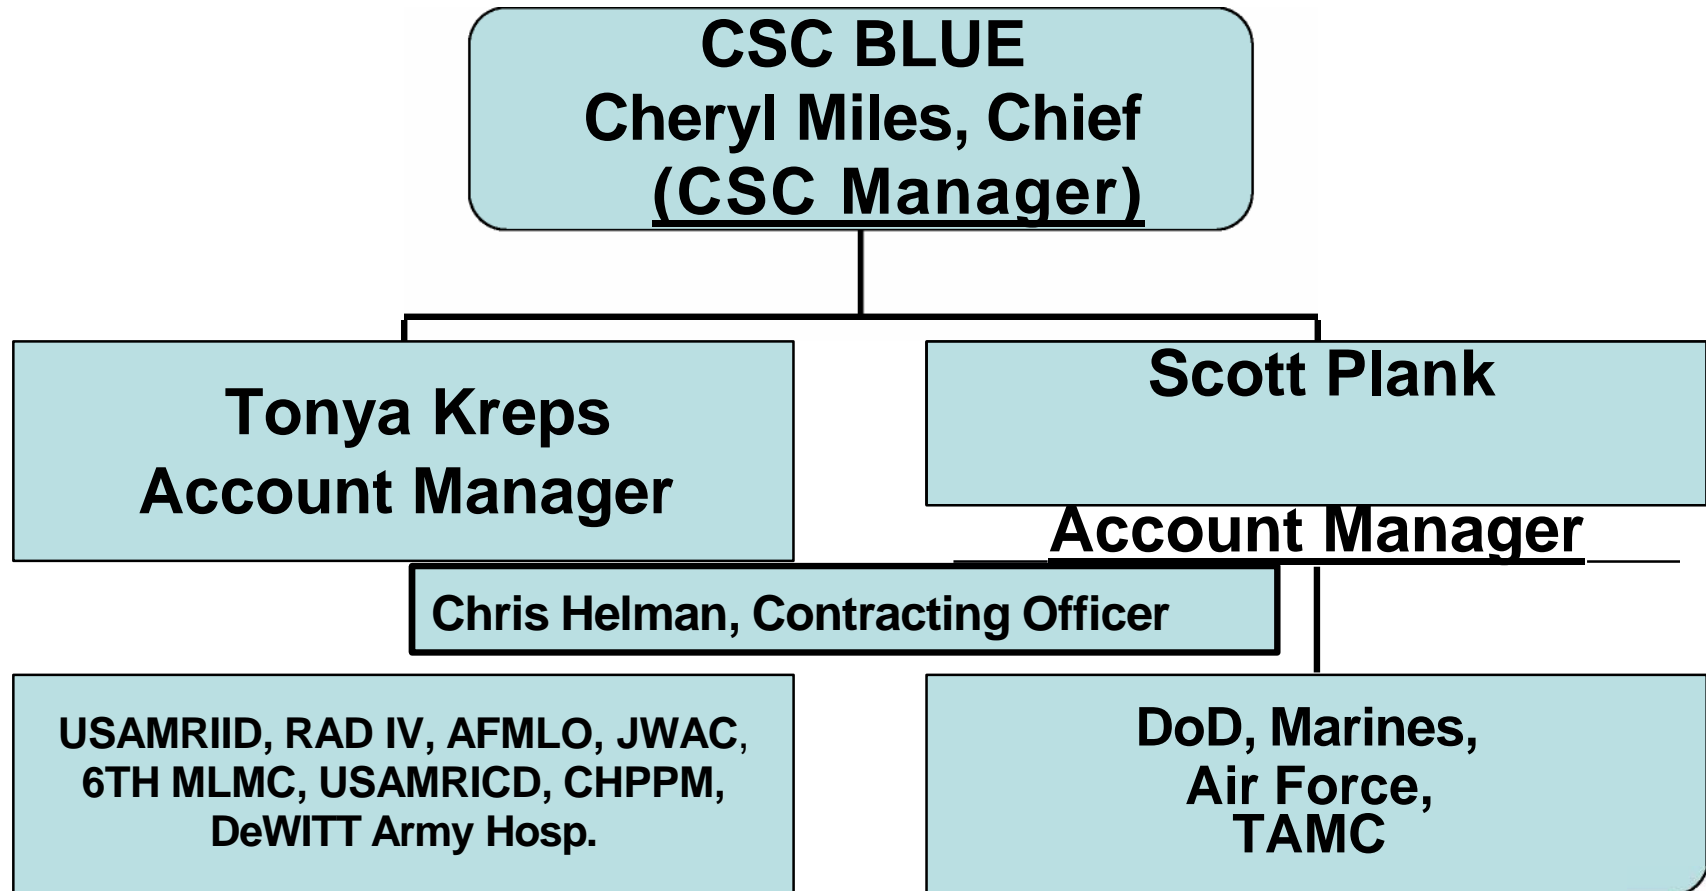 CSC BLUE
Cheryl Miles, Chief
(CSC Manager)
Tonya Kreps
Account Manager
Scott Plank
Account Manager
Chris Helman, Contracting Officer
USAMRIID, RAD IV, AFMLO, JWAC,
6TH MLMC, USAMRICD, CHPPM,
DeWITT Army Hosp.
DoD, Marines,
Air Force,
TAMC